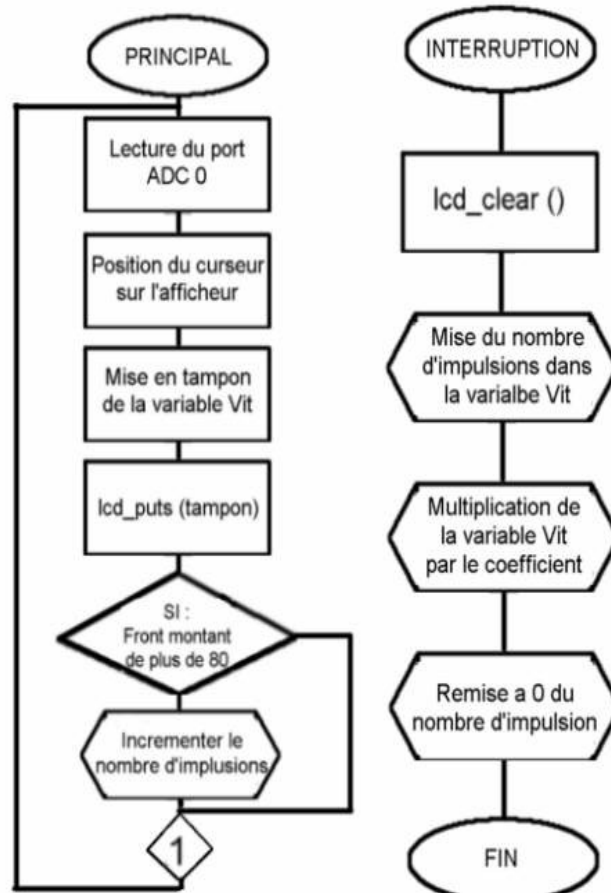 PRINCIPAL
Lecture du port
ADC 0
Position du curseur
sur l'afficheur
Mise en tampon
de la variable Vit
lcd_puts (tampon)
SI :
Front montant
de plus de 80
Incrementer le
nombre d'implusions
1
INTERRUPTION
lcd_clear ()
Mise du nombre
d'impulsions dans
la varialbe Vit
Multiplication de
la variable Vit
par le coefficient
Remise a 0 du
nombre d'impulsion
FIN